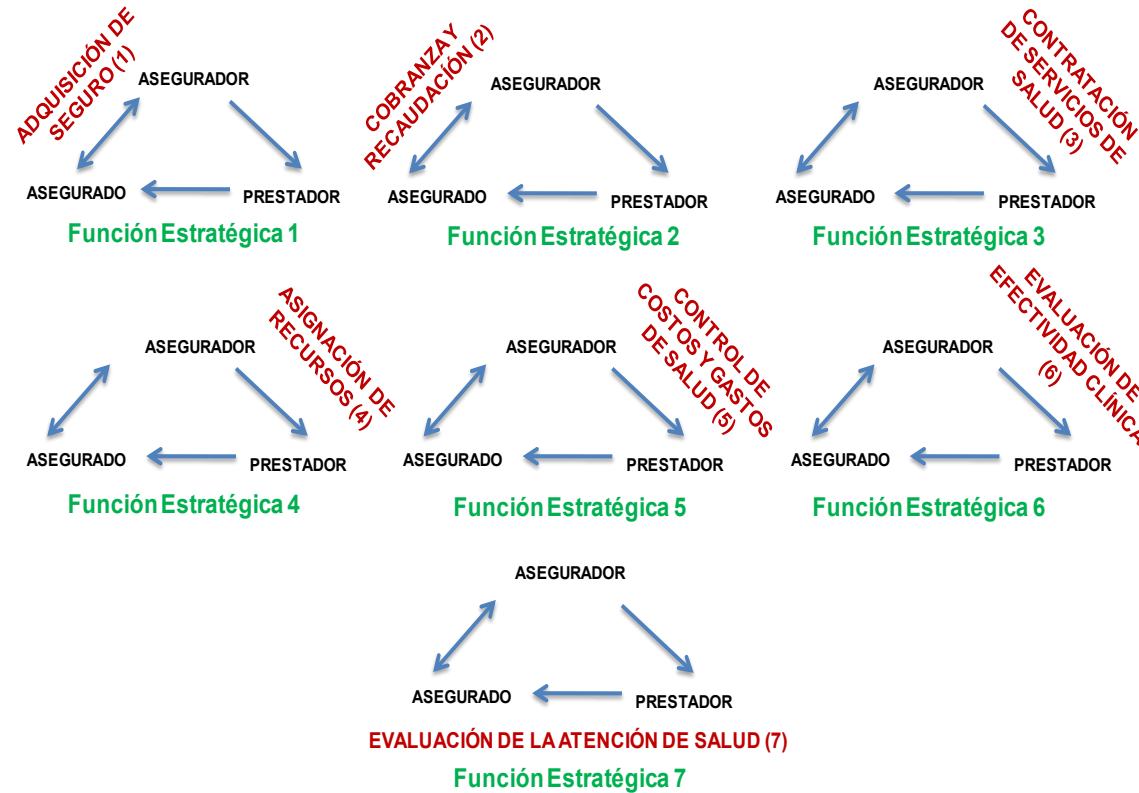 ADQUISICIÓN DE
SEGURO (1)
ASEGURADOR
ASEGURADO
PRESTADOR
Función Estratégica 1
COBRANZA Y
RECAUDACÍÓN (2)
ASEGURADOR
ASEGURADO
PRESTADOR
Función Estratégica 2
CONTRATACIÓN
DE SERVICIOS DE
SALUD (3)
ASEGURADOR
ASEGURADO
PRESTADOR
Función Estratégica 3
ASIGNACIÓN DE
RECURSOS (4)
ASEGURADOR
ASEGURADO
PRESTADOR
Función Estratégica 4
CONTROL DE
COSTOS Y GASTOS
DE SALUD (5)
ASEGURADOR
ASEGURADO
PRESTADOR
Función Estratégica 5
EVALUACIÓN DE
EFECTIVIDAD CLÍNICA
(6)
ASEGURADOR
ASEGURADO
PRESTADOR
Función Estratégica 6
ASEGURADOR
ASEGURADO
PRESTADOR
EVALUACIÓN DE LA ATENCIÓN DE SALUD (7)
Función Estratégica 7